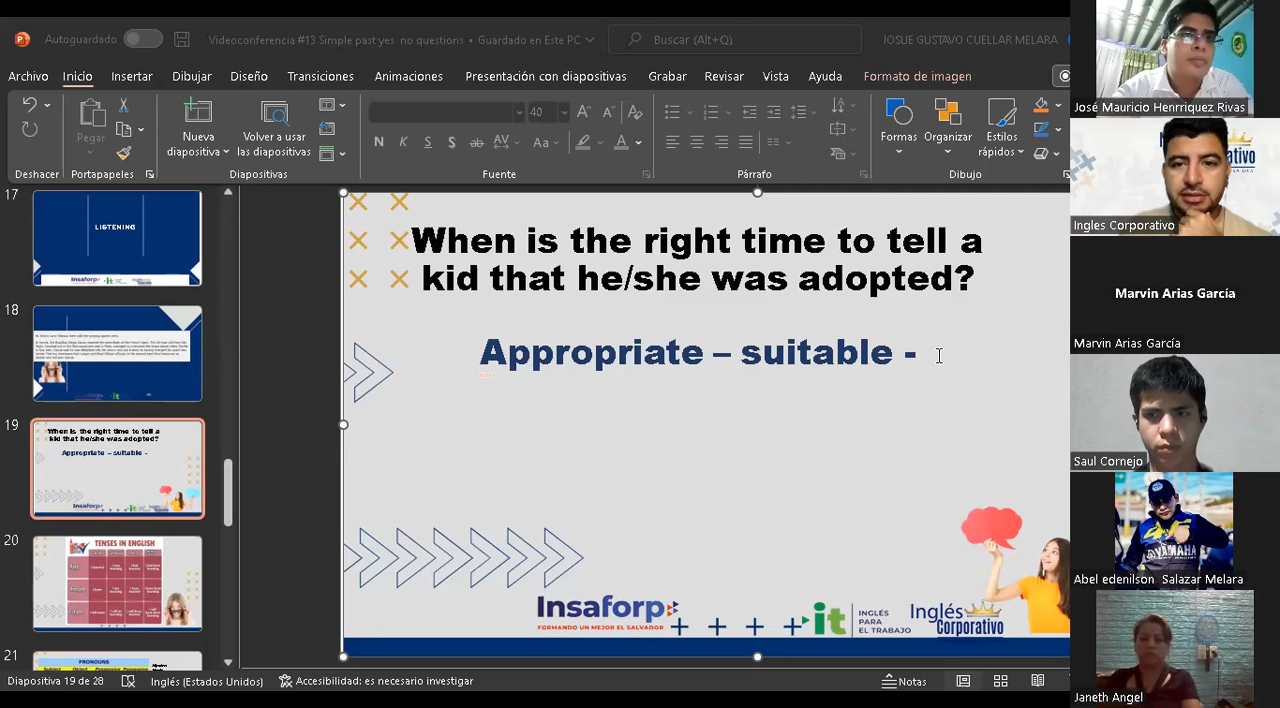 Autoguardado
Videoconferencia #13 Simple past yes no questions • Guardado en Este PC
Buscar (Alt+Q)
JOSUE GUSTAVO CUELLAR MELARA
Archivo Inicio Insertar Dibujar Diseño Transiciones Animaciones Presentación con diapositivas Grabar Revisar Vista Ayuda Formato de imagen
Pegar
Nueva diapositiva
Volver a usar las diapositivas
40
N K S S ab AV Aa A
Formas Organizar Estilos rápidos
Deshacer Portapapeles Diapositivas Fuente Párrafo Dibujo
17
LISTENING
18
19
When is the right time to tell a
kid that he/she was adopted?
Appropriate – suitable -
20
TENSES IN ENGLISH
21
PRONOUNS
When is the right time to tell a
kid that he/she was adopted?
Appropriate – suitable -
Insaforp
FORMANDO UN MEJOR EL SALVADOR
it
INGLÉS
PARA
EL TRABAJO
Inglés
Corporativo
Diapositiva 19 de 28
Inglés (Estados Unidos)
Accesibilidad: es necesario investigar
Notas
José Mauricio Henrriquez Rivas
Ingles Corporativo
Marvin Arias García
Marvin Arias García
Saul Cornejo
YAMAHA
Abel edenilson Salazar Melara
Janeth Angel